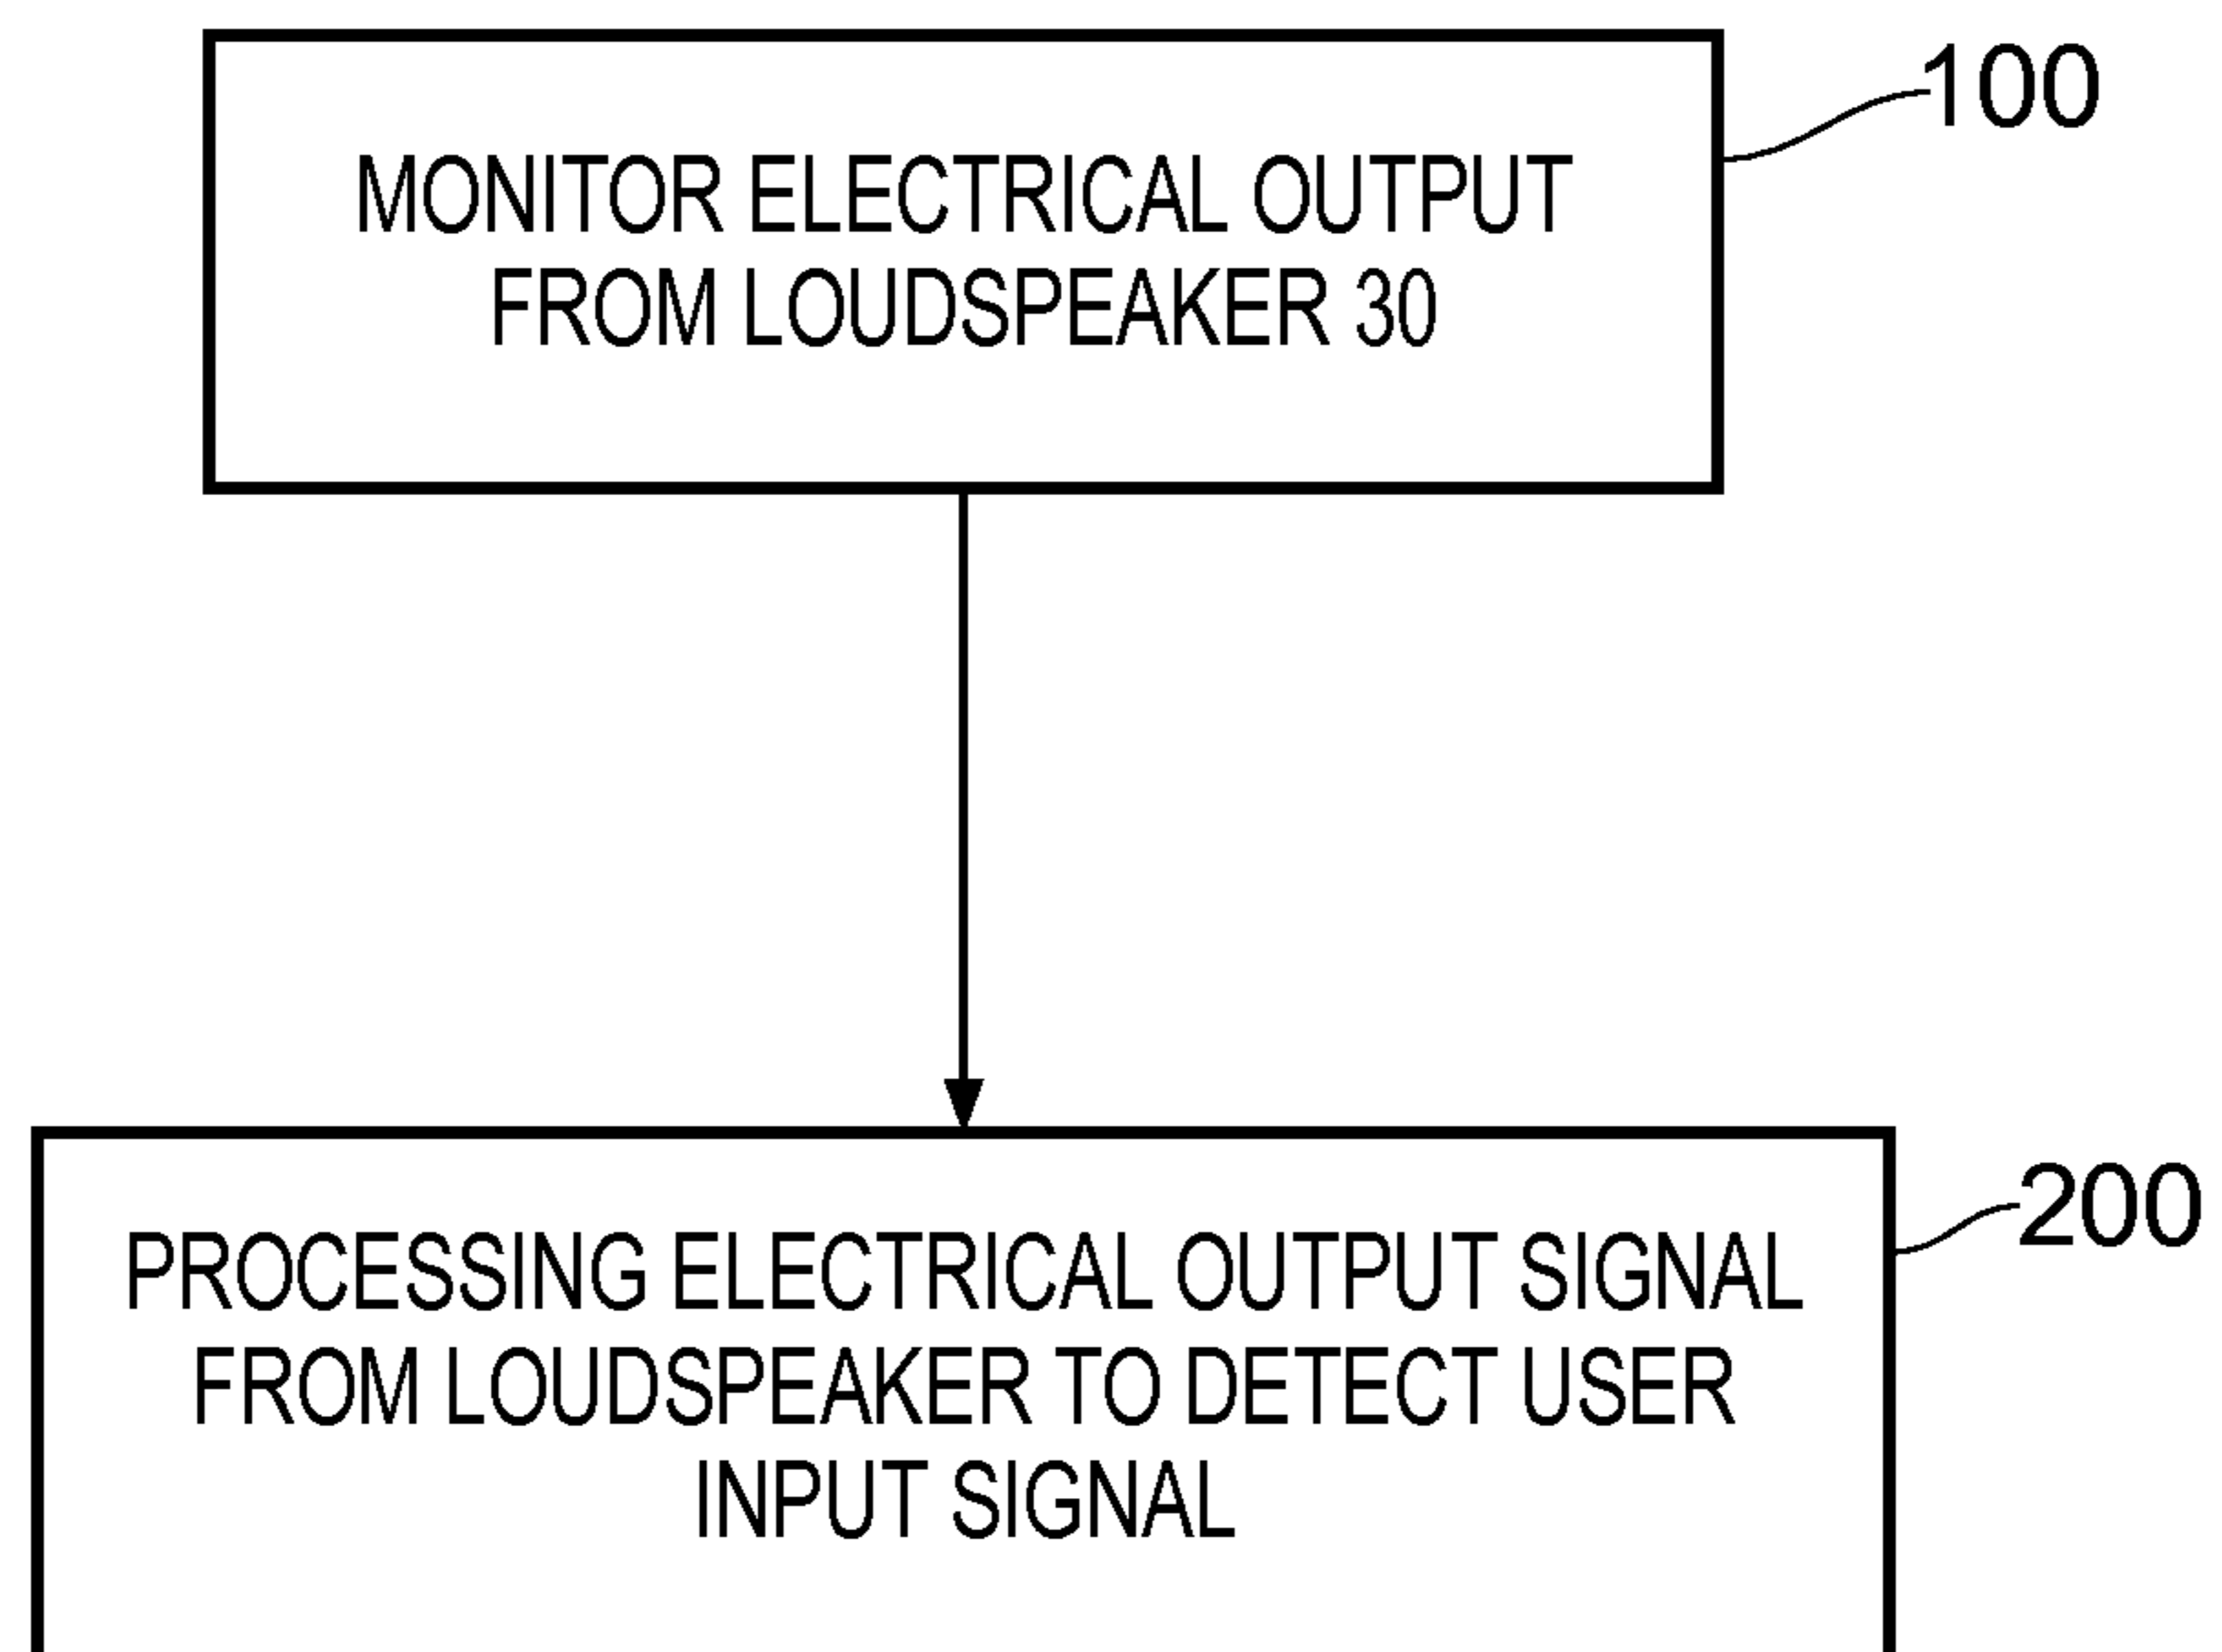 100
MONITOR ELECTRICAL OUTPUT
FROM LOUDSPEAKER 30
200
PROCESSING ELECTRICAL OUTPUT SIGNAL
FROM LOUDSPEAKER TO DETECT USER
INPUT SIGNAL